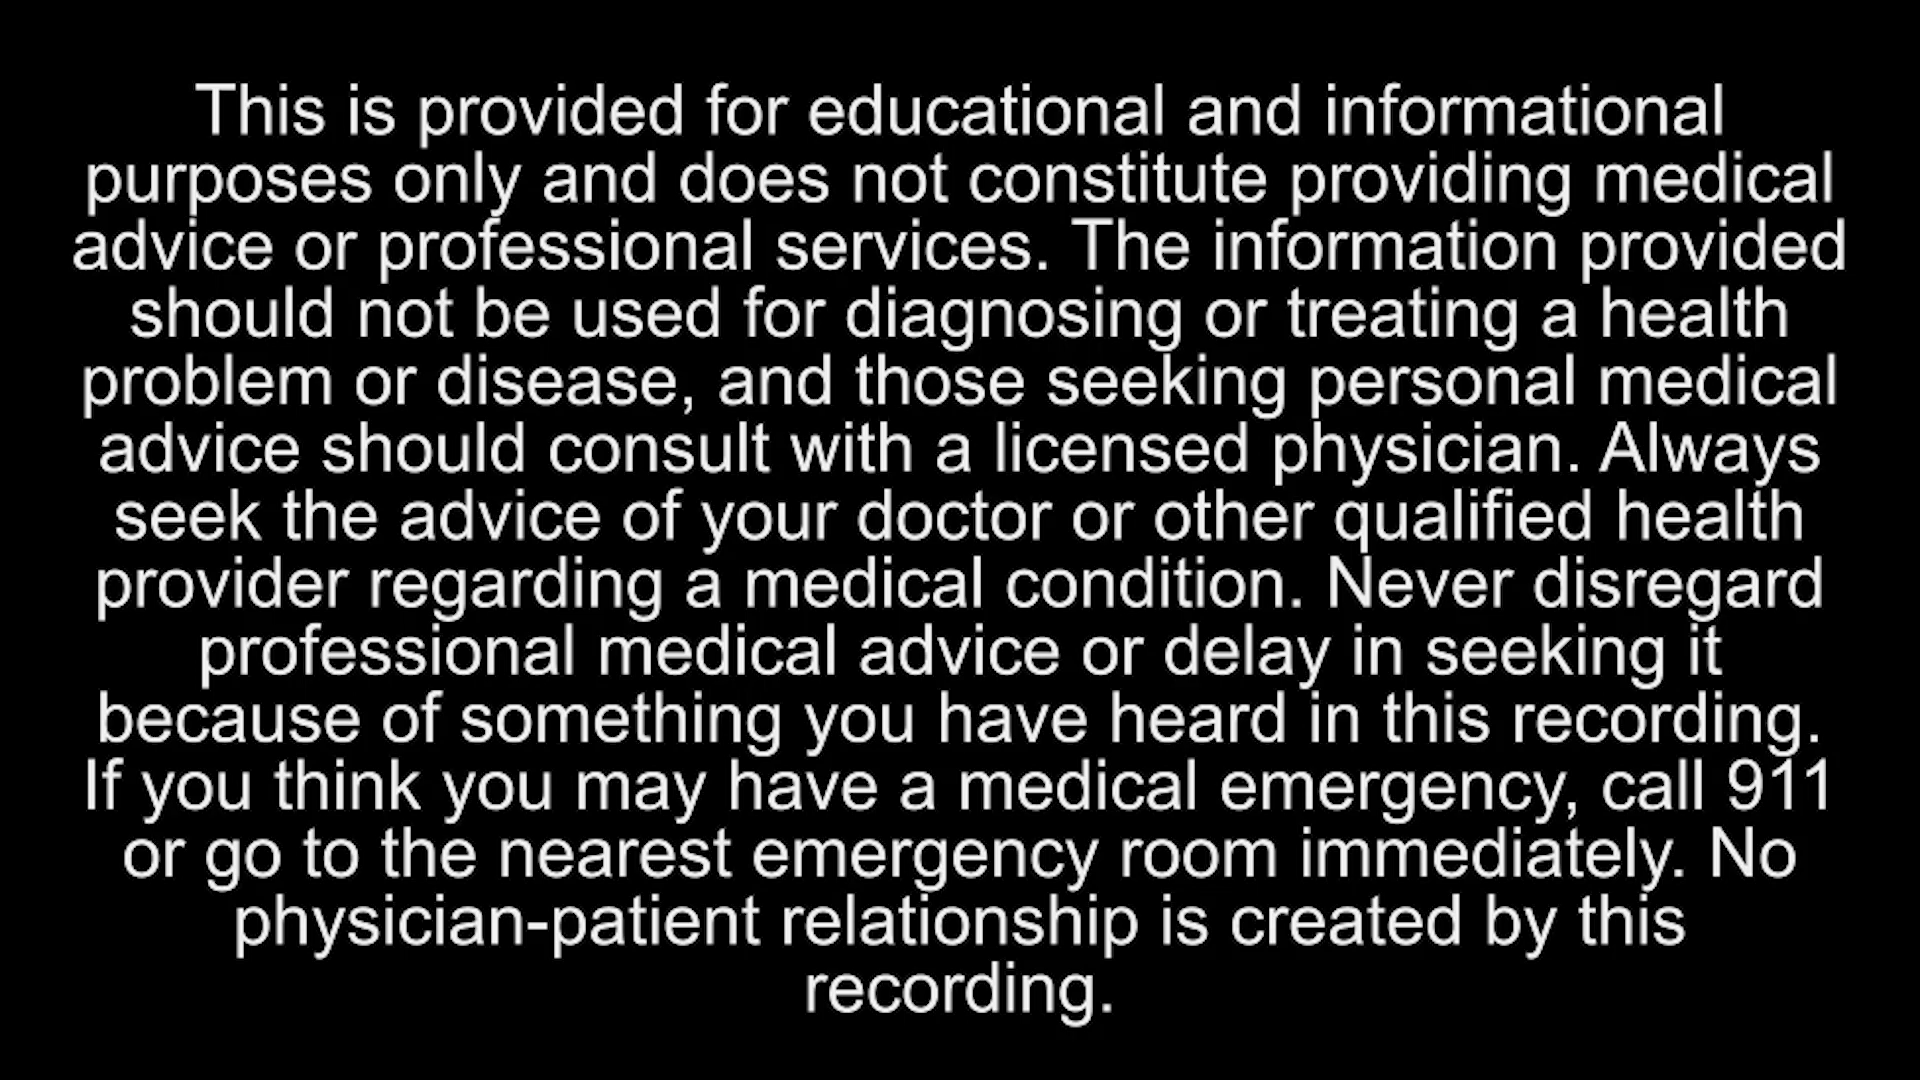 This is provided for educational and informational
purposes only and does not constitute providing medical
advice or professional services. The information provided
should not be used for diagnosing or treating a health
problem or disease, and those seeking personal medical
advice should consult with a licensed physician. Always
seek the advice of your doctor or other qualified health
provider regarding a medical condition. Never disregard
professional medical advice or delay in seeking it
because of something you have heard in this recording.
If you think you may have a medical emergency, call 911
or go to the nearest emergency room immediately. No
physician-patient relationship is created by this
recording.